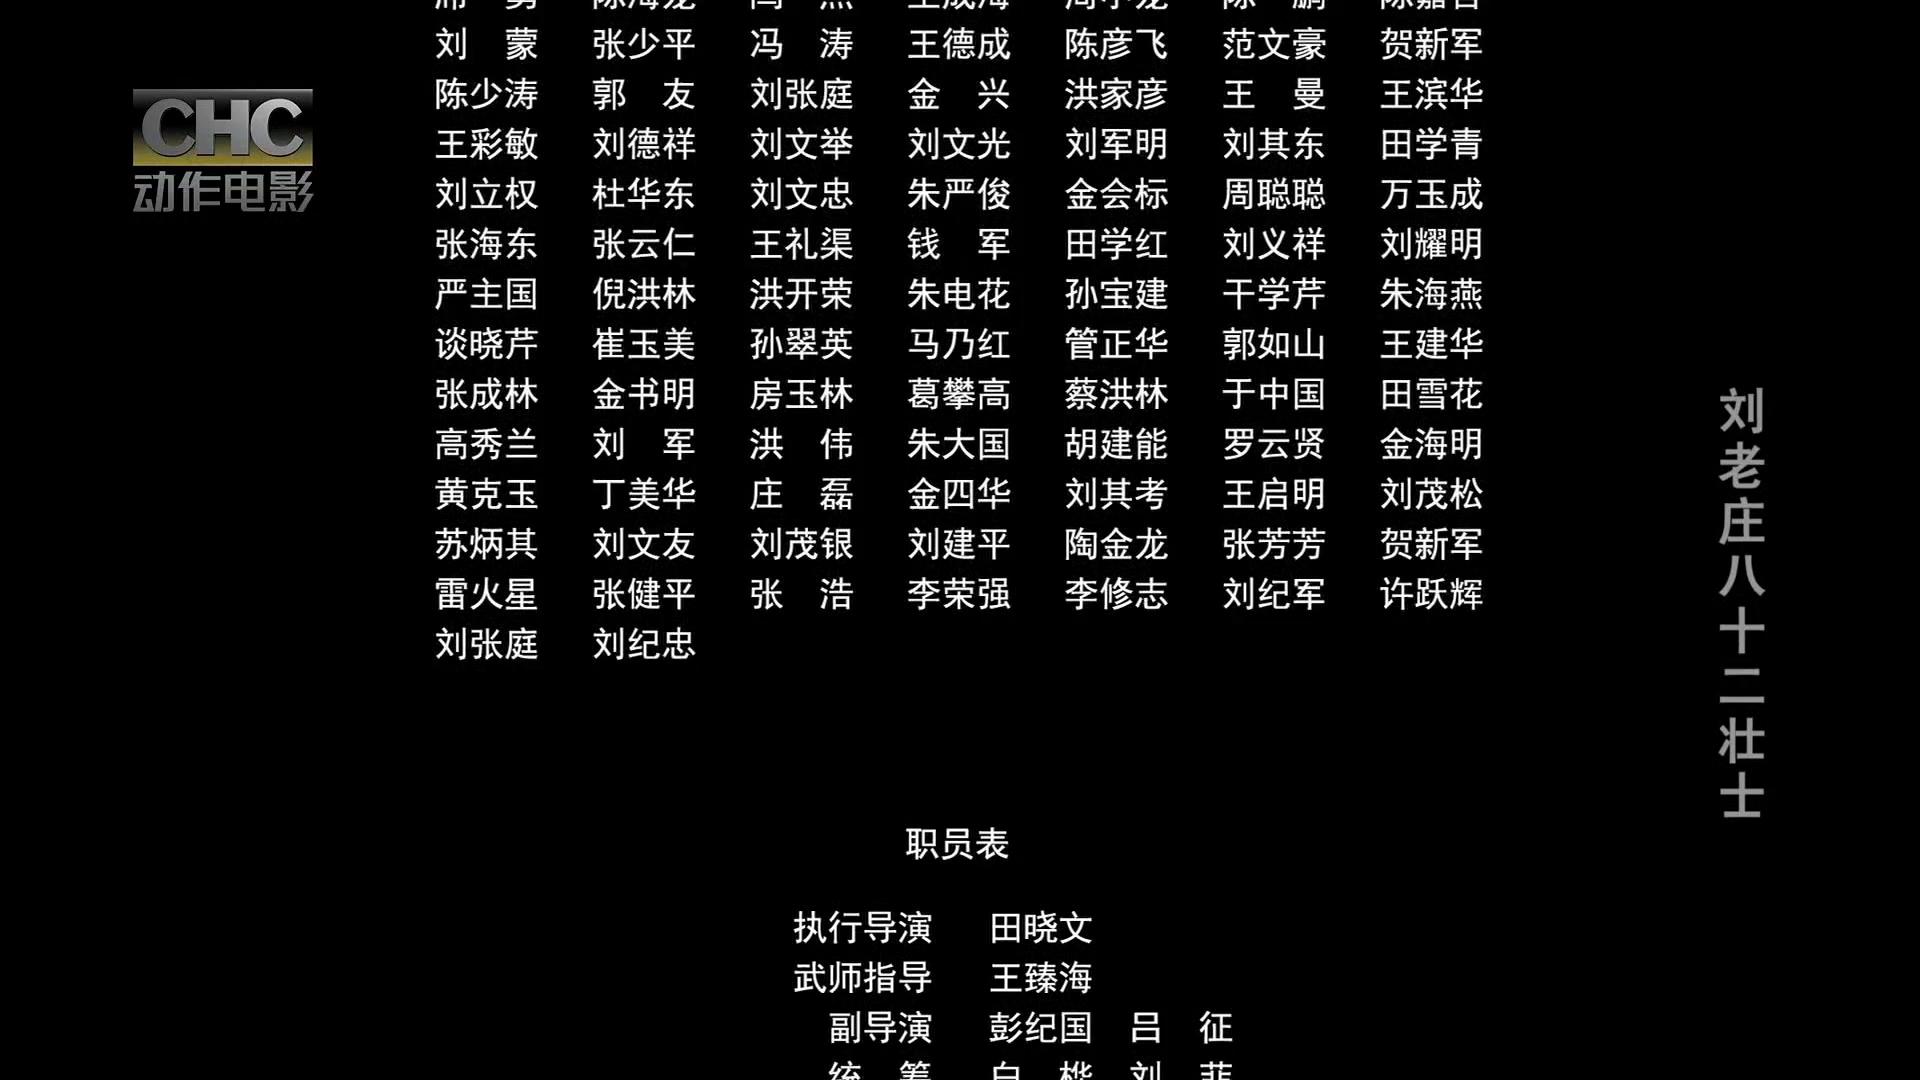 刘　蒙 张少平 冯　涛 王德成 陈彦飞 范文豪 贺新军
陈少涛 郭　友 刘张庭 金　兴 洪家彦 王　曼 王滨华
王彩敏 刘德祥 刘文举 刘文光 刘军明 刘其东 田学青
刘立权 杜华东 刘文忠 朱严俊 金会标 周聪聪 万玉成
张海东 张云仁 王礼渠 钱　军 田学红 刘义祥 刘耀明
严主国 倪洪林 洪开荣 朱电花 孙宝建 干学芹 朱海燕
谈晓芹 崔玉美 孙翠英 马乃红 管正华 郭如山 王建华
张成林 金书明 房玉林 葛攀高 蔡洪林 于中国 田雪花
高秀兰 刘　军 洪　伟 朱大国 胡建能 罗云贤 金海明
黄克玉 丁美华 庄　磊 金四华 刘其考 王启明 刘茂松
苏炳其 刘文友 刘茂银 刘建平 陶金龙 张芳芳 贺新军
雷火星 张健平 张　浩 李荣强 李修志 刘纪军 许跃辉
刘张庭 刘纪忠
职员表
执行导演 田晓文
武师指导 王臻海
副导演 彭纪国 吕　征
CHC
动作电影
刘老庄八十二壮士